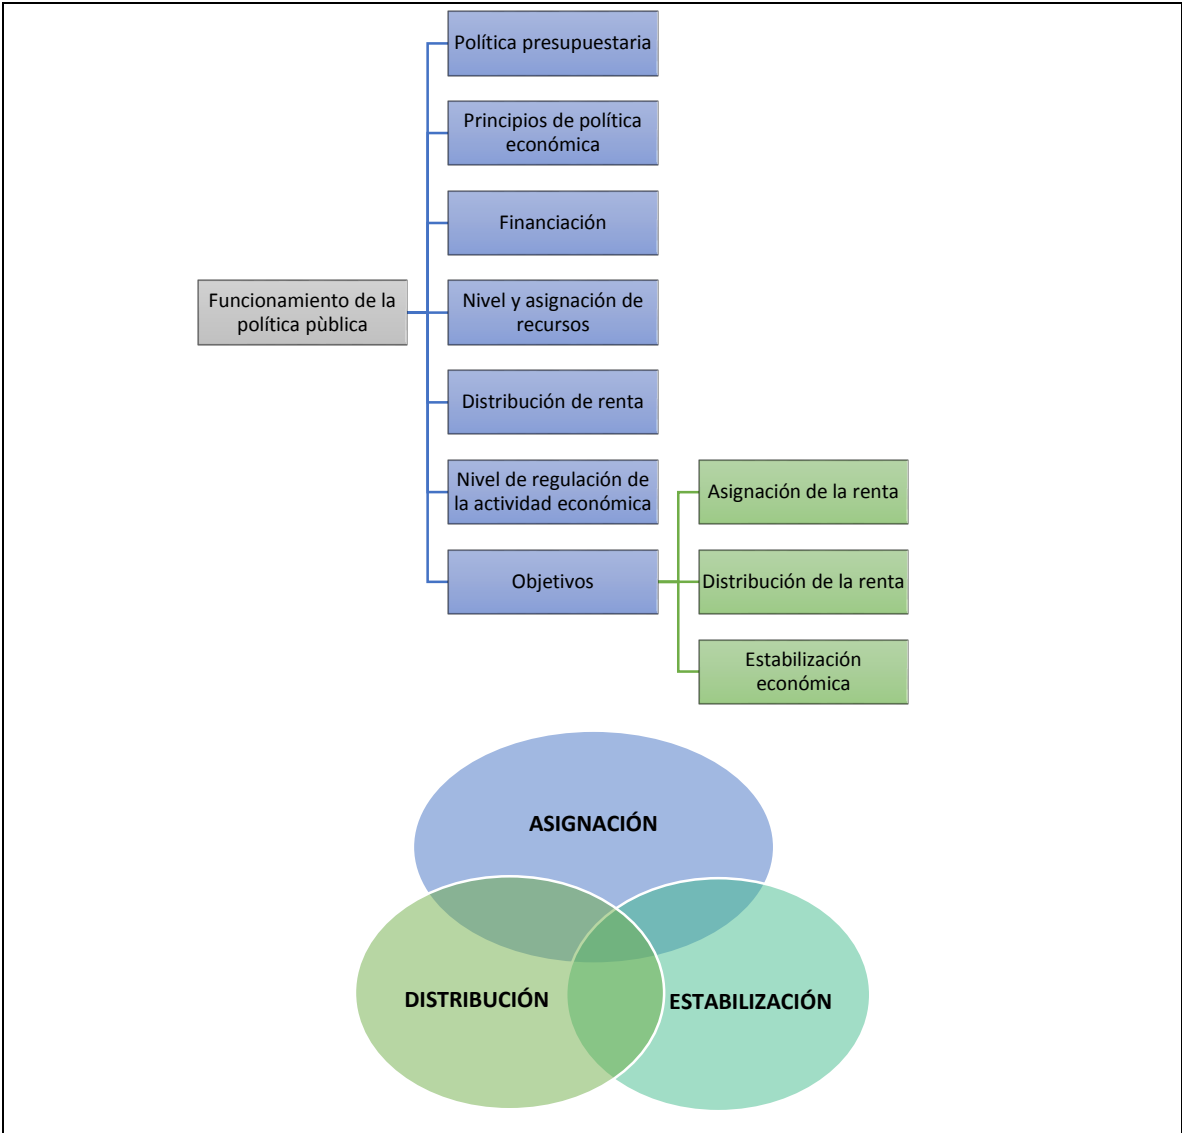 Política presupuestaria
Principios de política
económica
Financiación
Funcionamiento de la
política pùblica
Nivel y asignación de
recursos
Distribución de renta
Nivel de regulación de
la actividad económica
Objetivos
Asignación de la renta
Distribución de la renta
Estabilización
económica
ASIGNACIÓN
DISTRIBUCIÓN
ESTABILIZACIÓN